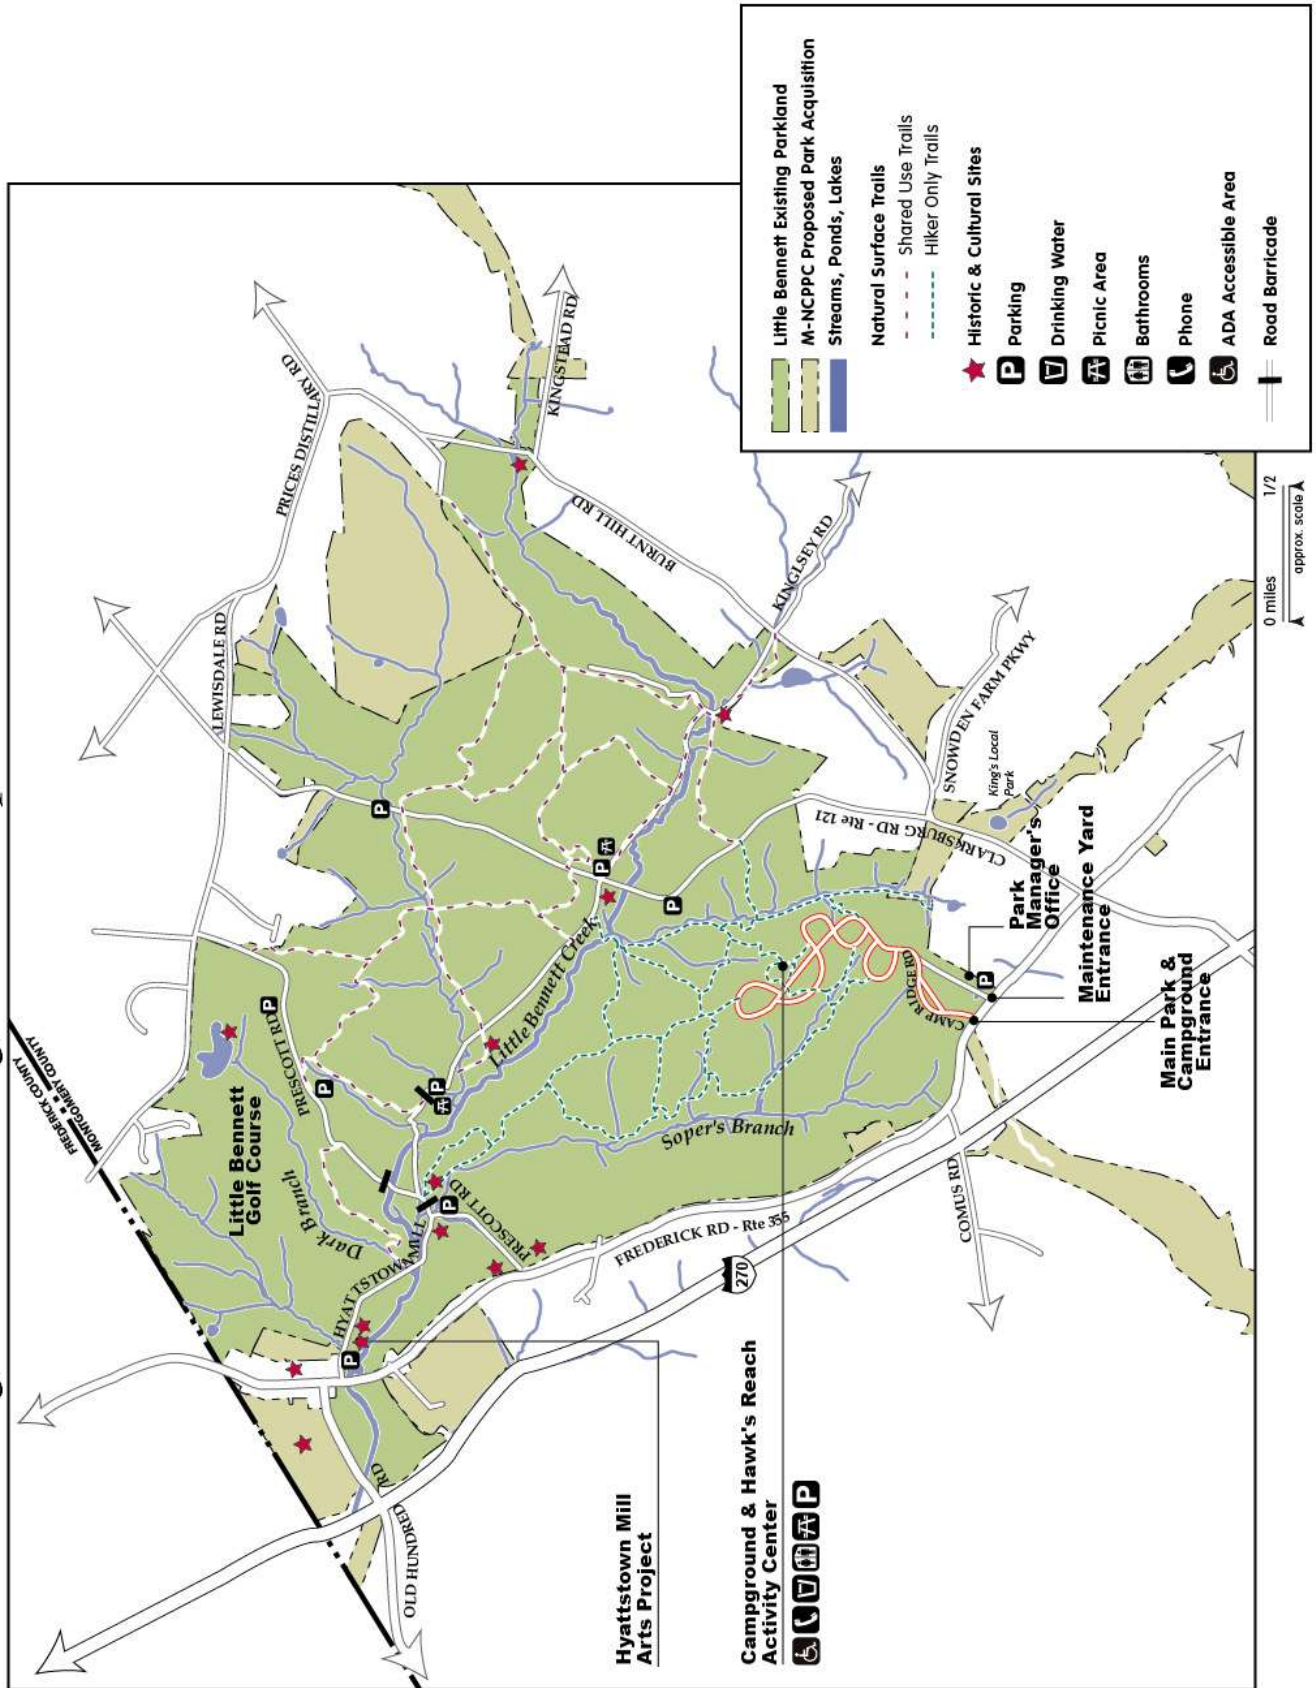 FREDERICK COUNTY
MONTGOMERY COUNTY
LEWISDALE RD
PRICES DISTILLARY RD
KINGSTEAD RD
BURNT HILL RD
KINGLSEY RD
SNOWDEN FARM PKWY
King's Local
Park
CLARKSBURG RD - Rte 121
Little Bennett
Golf Course
PRESCOTT RD
P
P
P
Dark Branch
HYATTSTOWN MILL
RD
P
P
PRESCOTT RD
P
P
P
Little Bennett Creek
Soper's Branch
FREDERICK RD - Rte 355
270
COMUS RD
OLD HUNDRED RD
CAMP RIDGE RD
P
Park
Manager's
Office
Maintenance Yard
Entrance
Main Park &
Campground
Entrance
Hyattstown Mill
Arts Project
Campground & Hawk's Reach
Activity Center
P
Little Bennett Existing Parkland
M-NCPPC Proposed Park Acquisition
Streams, Ponds, Lakes
Natural Surface Trails
Shared Use Trails
Hiker Only Trails
Historic & Cultural Sites
P Parking
Drinking Water
Picnic Area
Bathrooms
Phone
ADA Accessible Area
Road Barricade
0 miles 1/2
approx. scale